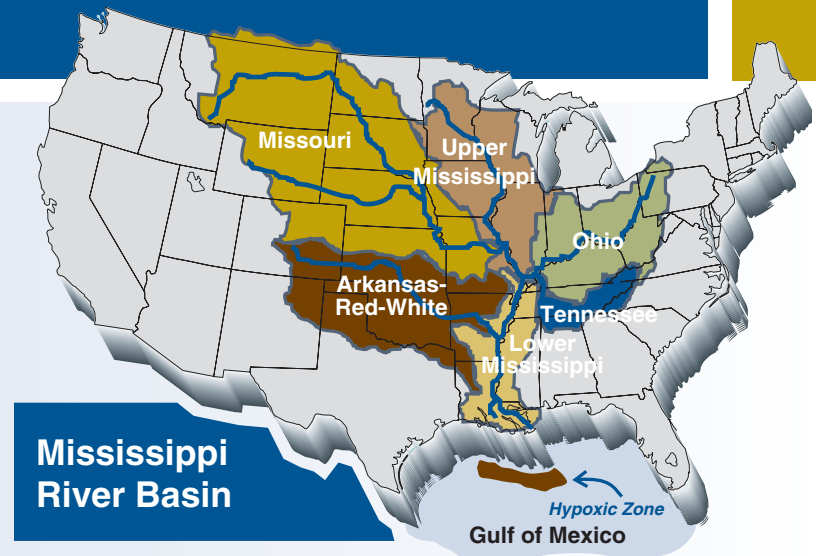 Missouri
Upper
Mississippi
Ohio
Arkansas-
Red-White
Tennessee
Lower
Mississippi
Mississippi
River Basin
Hypoxic Zone
Gulf of Mexico